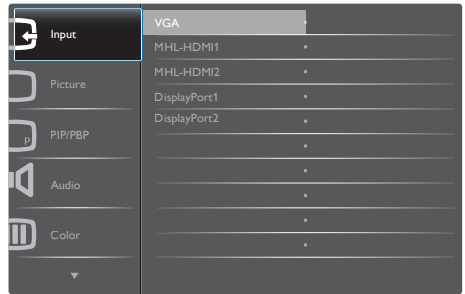 Input
Picture
PIP/PBP
P
Audio
Color
VGA
MHL-HDMI1
MHL-HDMI2
DisplayPort1
DisplayPort2